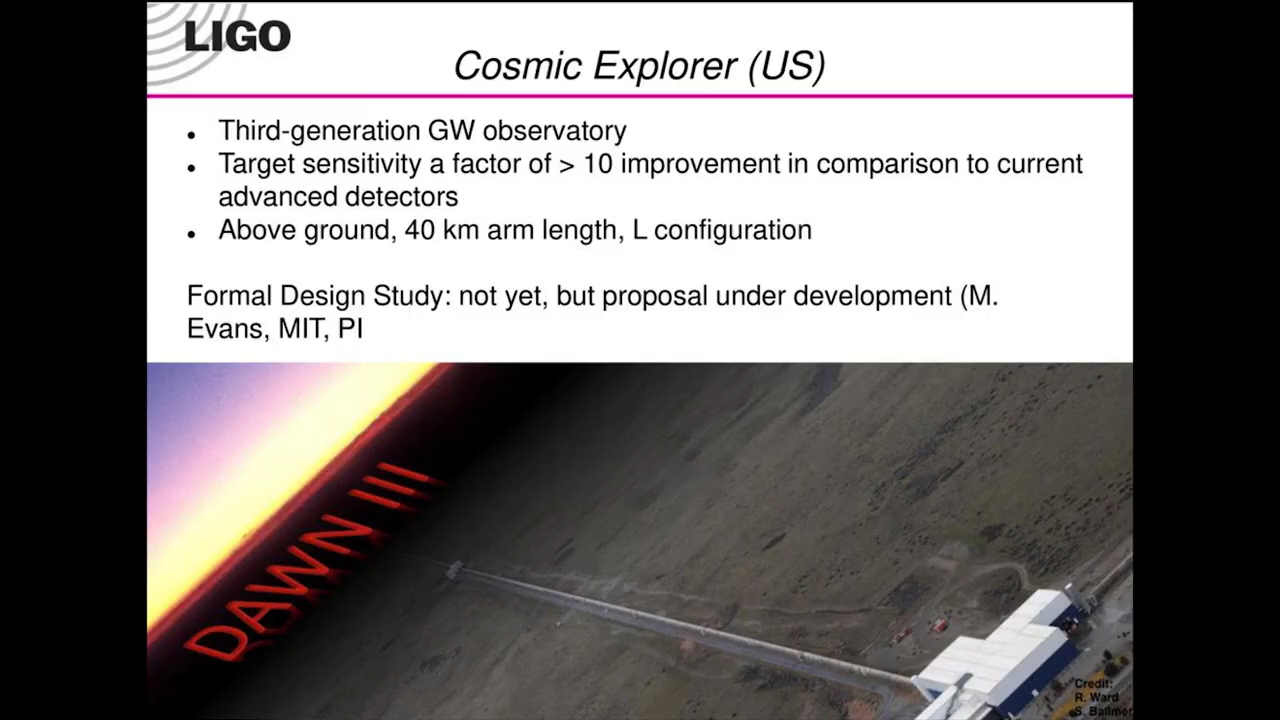 LIGO
Cosmic Explorer (US)
• Third-generation GW observatory
• Target sensitivity a factor of > 10 improvement in comparison to current
advanced detectors
• Above ground, 40 km arm length, L configuration
Formal Design Study: not yet, but proposal under development (M.
Evans, MIT, PI
DAWN III
Credit:
R. Ward
S. Ballmer